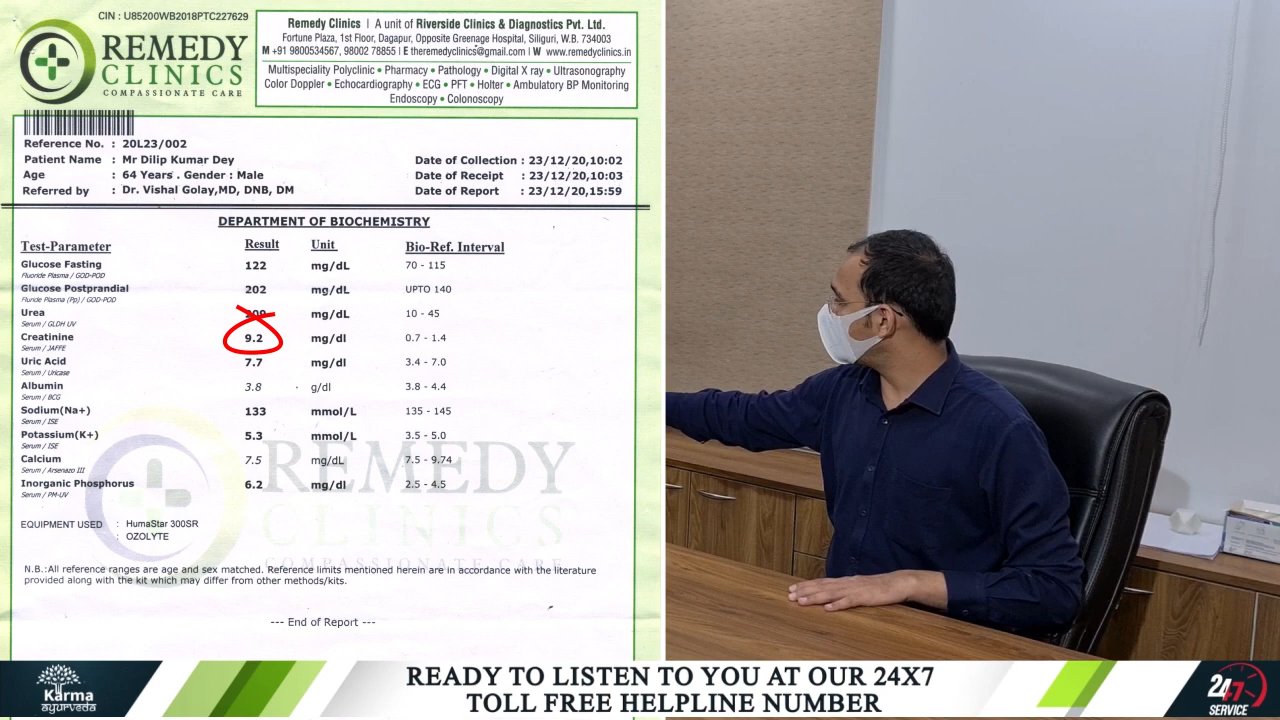 CIN : U85200WB2018PTC227629
REMEDY
CLINICS
COMPASSIONATE CARE
Remedy Clinics | A unit of Riverside Clinics & Diagnostics Pvt. Ltd.
Fortune Plaza, 1st Floor, Dagapur, Opposite Greenage Hospital, Siliguri, W.B. 734003
M +91 9800534567, 98002 78855 | E theremedyclinics@gmail.com | W www.remedyclinics.in
Multispeciality Polyclinic • Pharmacy • Pathology • Digital X ray • Ultrasonography
Color Doppler • Echocardiography • ECG • PFT • Holter • Ambulatory BP Monitoring
Endoscopy • Colonoscopy
Reference No. : 20L23/002
Patient Name : Mr Dilip Kumar Dey
Date of Collection : 23/12/20,10:02
Age : 64 Years . Gender : Male
Date of Receipt : 23/12/20,10:03
Referred by : Dr. Vishal Golay,MD, DNB, DM
Date of Report : 23/12/20,15:59
DEPARTMENT OF BIOCHEMISTRY
Test-Parameter Result Unit Bio-Ref. Interval
Glucose Fasting 122 mg/dL 70 - 115
Fluoride Plasma / GOD-POD
Glucose Postprandial 202 mg/dL UPTO 140
Fluride Plasma (Pp) / GOD-POD
Urea mg/dL 10 - 45
Serum / GLDH UV
Creatinine 9.2 mg/dl 0.7 - 1.4
Serum / JAFFE
Uric Acid 7.7 mg/dl 3.4 - 7.0
Serum / Uricase
Albumin 3.8 g/dl 3.8 - 4.4
Serum / BCG
Sodium(Na+) 133 mmol/L 135 - 145
Serum / ISE
Potassium(K+) 5.3 mmol/L 3.5 - 5.0
Serum / ISE
Calcium 7.5 mg/dL 7.5 - 9.74
Serum / Arsenazo III
Inorganic Phosphorus 6.2 mg/dl 2.5 - 4.5
Serum / PM-UV
REMEDY
CLINICS
COMPASSIONATE CARE
EQUIPMENT USED : HumaStar 300SR
: OZOLYTE
N.B.:All reference ranges are age and sex matched. Reference limits mentioned herein are in accordance with the literature
provided along with the kit which may differ from other methods/kits.
--- End of Report ---
Karma
ayurveda
READY TO LISTEN TO YOU AT OUR 24X7
TOLL FREE HELPLINE NUMBER
24x7
SERVICE